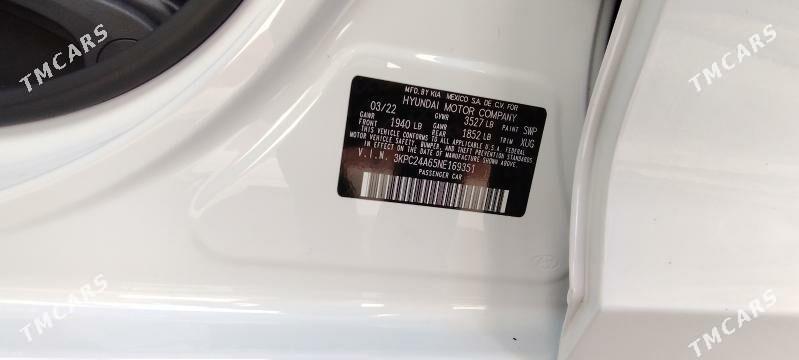 TMCARS
TMCARS
MFG. BY KIA MEXICO S.A. DE C.V. FOR
HYUNDAI MOTOR COMPANY
03/22 GVWR 3527 LB PAINT SWP
GAWR FRONT 1940 LB GAWR REAR 1852 LB TRIM XUG
THIS VEHICLE CONFORMS TO ALL APPLICABLE U.S.A. FEDERAL
MOTOR VEHICLE SAFETY, BUMPER, AND THEFT PREVENTION STANDARDS
IN EFFECT ON THE DATE OF MANUFACTURE SHOWN ABOVE.
V.I.N. 3KPC24A65NE169351
PASSENGER CAR
TMCARS
TMCARS